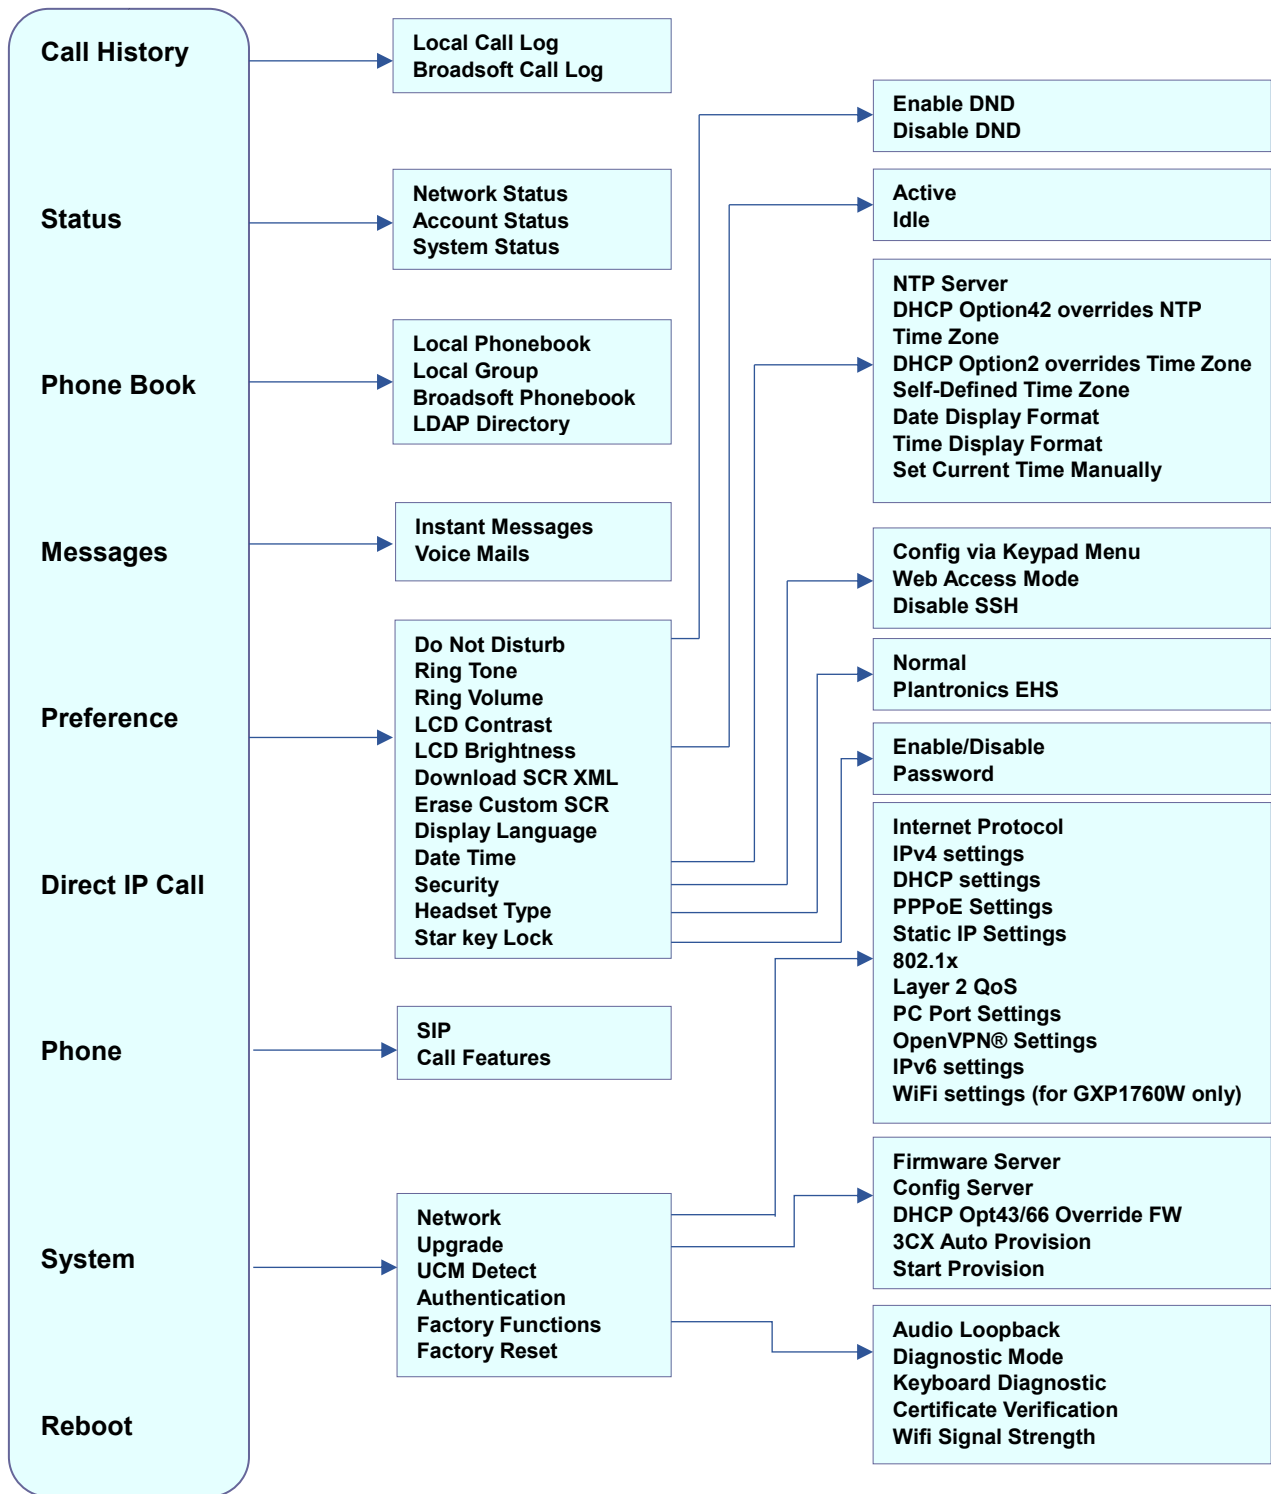 Call History
Status
Phone Book
Messages
Preference
Direct IP Call
Phone
System
Reboot
Local Call Log
Broadsoft Call Log
Network Status
Account Status
System Status
Local Phonebook
Local Group
Broadsoft Phonebook
LDAP Directory
Instant Messages
Voice Mails
Do Not Disturb
Ring Tone
Ring Volume
LCD Contrast
LCD Brightness
Download SCR XML
Erase Custom SCR
Display Language
Date Time
Security
Headset Type
Star key Lock
SIP
Call Features
Network
Upgrade
UCM Detect
Authentication
Factory Functions
Factory Reset
Enable DND
Disable DND
Active
Idle
NTP Server
DHCP Option42 overrides NTP
Time Zone
DHCP Option2 overrides Time Zone
Self-Defined Time Zone
Date Display Format
Time Display Format
Set Current Time Manually
Config via Keypad Menu
Web Access Mode
Disable SSH
Normal
Plantronics EHS
Enable/Disable
Password
Internet Protocol
IPv4 settings
DHCP settings
PPPoE Settings
Static IP Settings
802.1x
Layer 2 QoS
PC Port Settings
OpenVPN® Settings
IPv6 settings
WiFi settings (for GXP1760W only)
Firmware Server
Config Server
DHCP Opt43/66 Override FW
3CX Auto Provision
Start Provision
Audio Loopback
Diagnostic Mode
Keyboard Diagnostic
Certificate Verification
Wifi Signal Strength